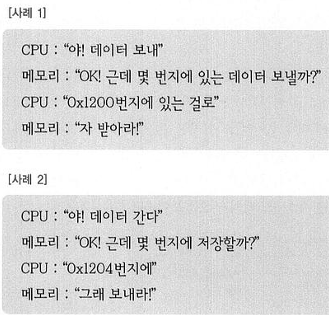 [사례 1]
CPU : “야! 데이터 보내”
메모리 : “OK! 근데 몇 번지에 있는 데이터 보낼까?”
CPU : “0x1200번지에 있는 걸로”
메모리 : “자 받아라!”
[사례 2]
CPU : “야! 데이터 간다”
메모리 : “OK! 근데 몇 번지에 저장할까?”
CPU : “0x1204번지에”
메모리 : “그래 보내라!”